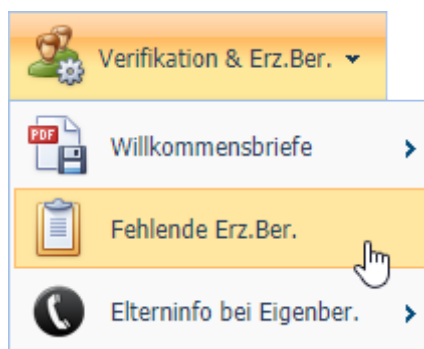 Verifikation & Erz.Ber.
PDF
Willkommensbriefe
Fehlende Erz.Ber.
Elterninfo bei Eigenber.